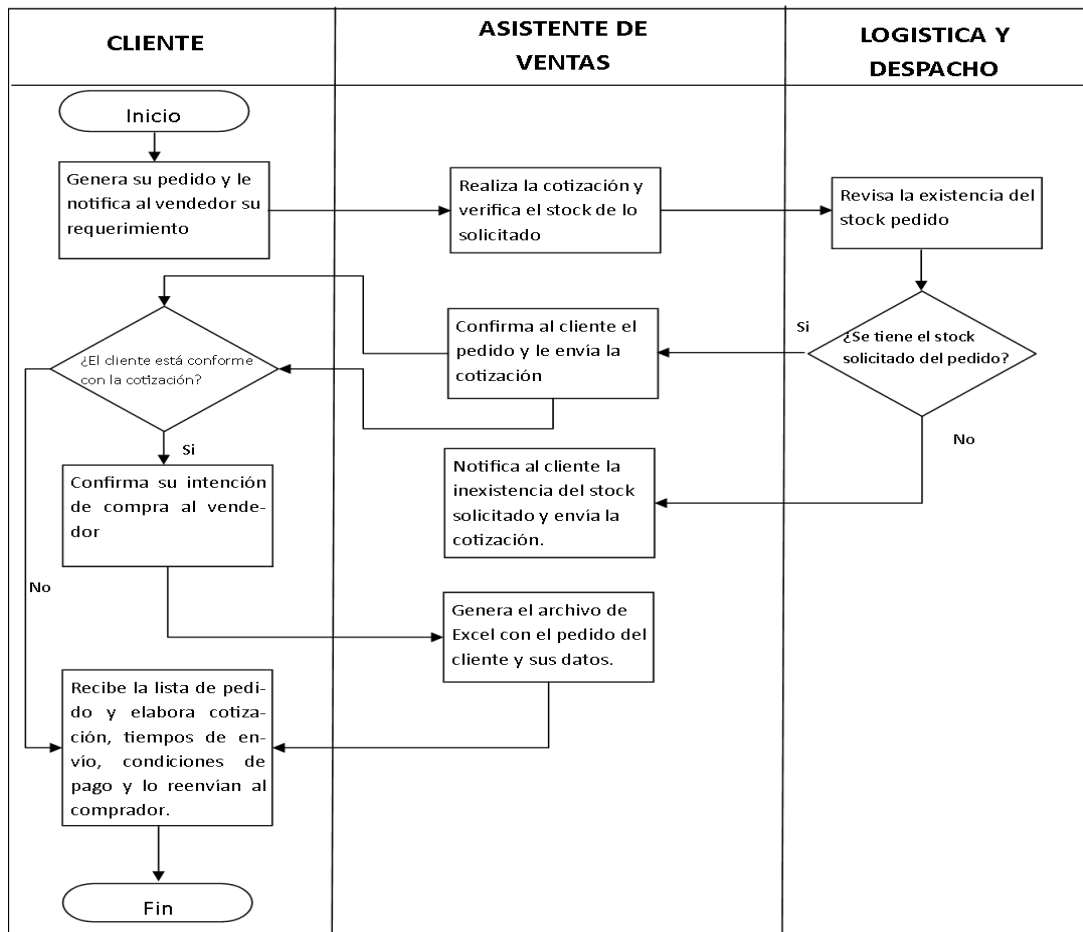 CLIENTE
ASISTENTE DE
VENTAS
LOGISTICA Y
DESPACHO
Inicio
Genera su pedido y le
notifica al vendedor su
requerimiento
Realiza la cotización y
verifica el stock de lo
solicitado
Revisa la existencia del
stock pedido
¿Se tiene el stock
solicitado del pedido?
Si
No
Confirma al cliente el
pedido y le envía la
cotización
¿El cliente está conforme
con la cotización?
Si
No
Notifica al cliente la
inexistencia del stock
solicitado y envía la
cotización.
Confirma su intención
de compra al vende-
dor
Genera el archivo de
Excel con el pedido del
cliente y sus datos.
Recibe la lista de pedi-
do y elabora cotiza-
ción, tiempos de en-
vío, condiciones de
pago y lo reenvían al
comprador.
Fin